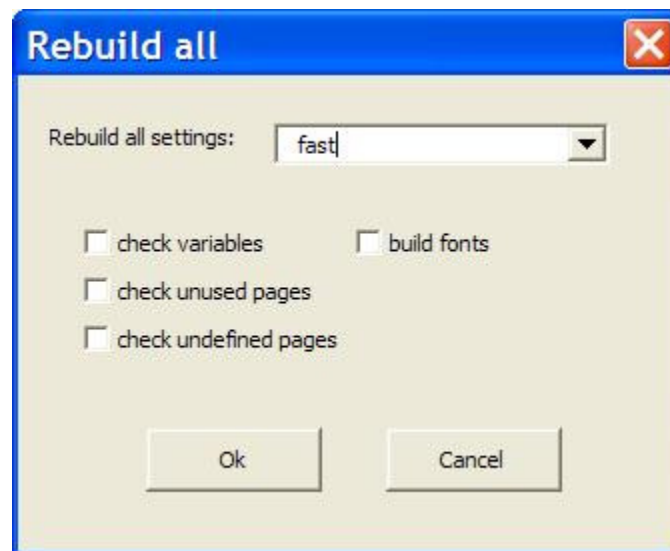 Rebuild all
Rebuild all settings: fast
check variables build fonts
check unused pages
check undefined pages
Ok Cancel